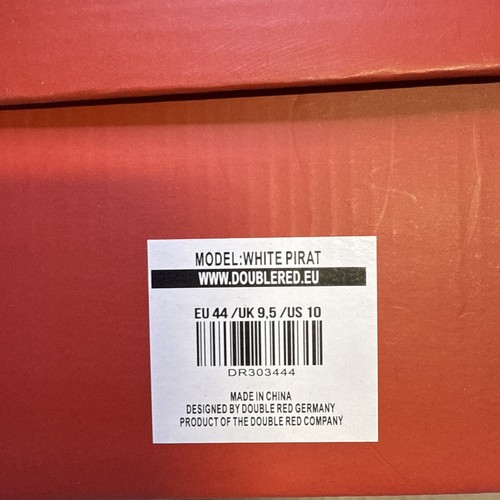 MODEL:WHITE PIRAT
WWW.DOUBLERED.EU
EU 44 /UK 9,5 /US 10
DR303444
MADE IN CHINA
DESIGNED BY DOUBLE RED GERMANY
PRODUCT OF THE DOUBLE RED COMPANY